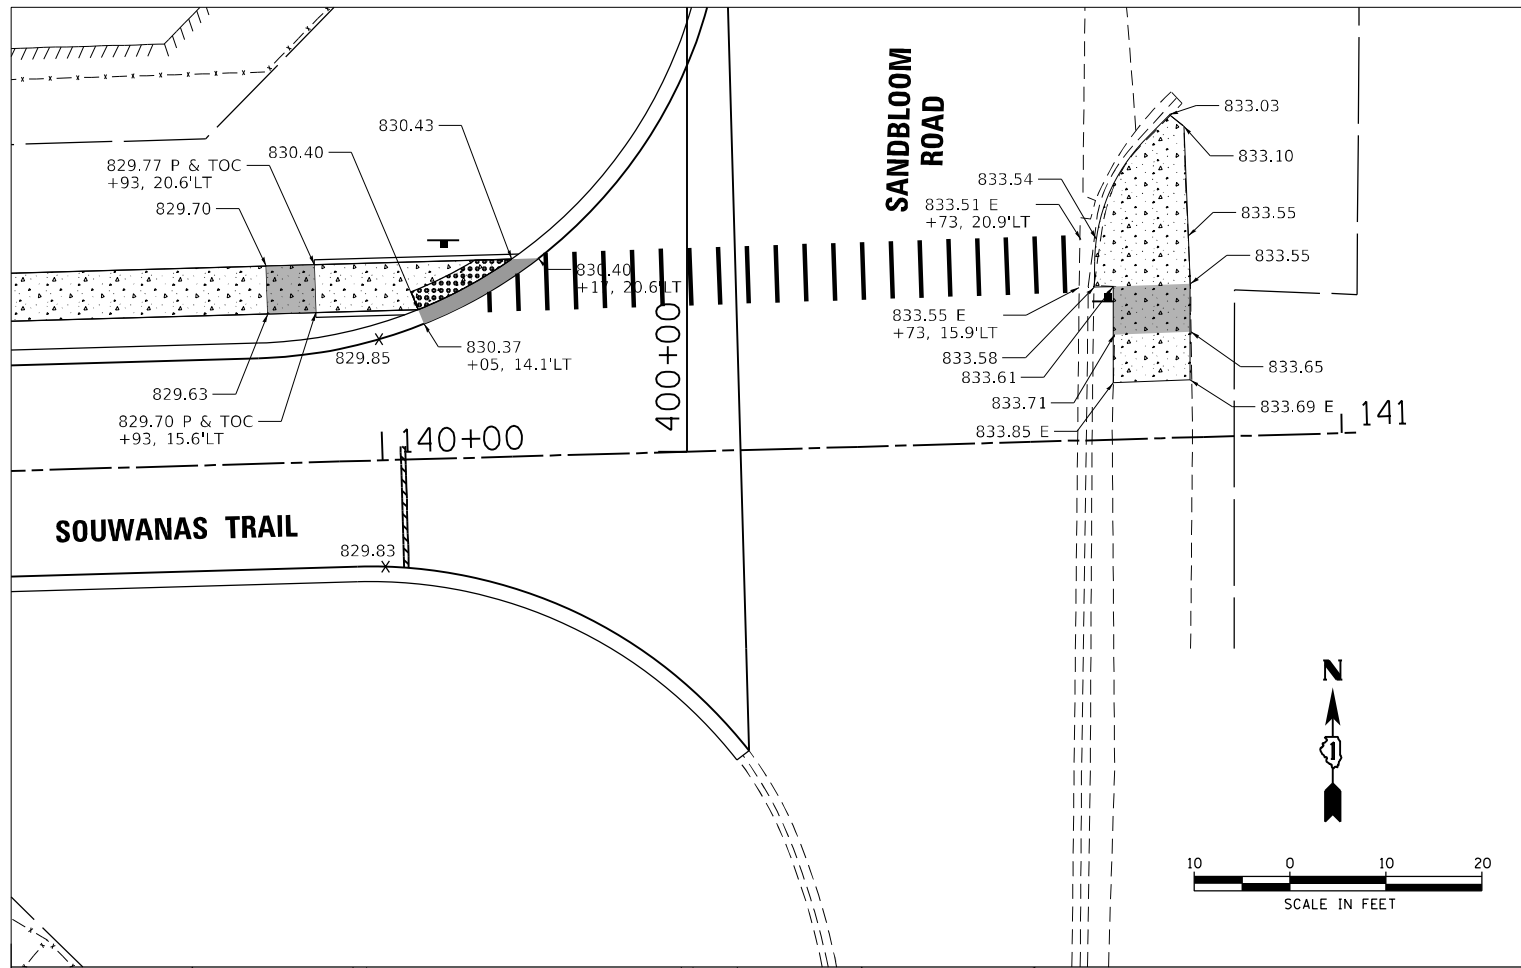 SANDBLOOM
ROAD
833.03
830.43
830.40
829.77 P & TOC
+93, 20.6'LT
833.10
833.54
829.70
833.51 E
+73, 20.9'LT
833.55
833.55
830.40
+17, 20.6'LT
833.55 E
+73, 15.9'LT
830.37
+05, 14.1'LT
829.85
833.58
833.61
833.65
829.63
833.71
833.69 E
829.70 P & TOC
+93, 15.6'LT
833.85 E
400+00
140+00
141
SOUWANAS TRAIL
829.83
N
1
10 0 10 20
SCALE IN FEET